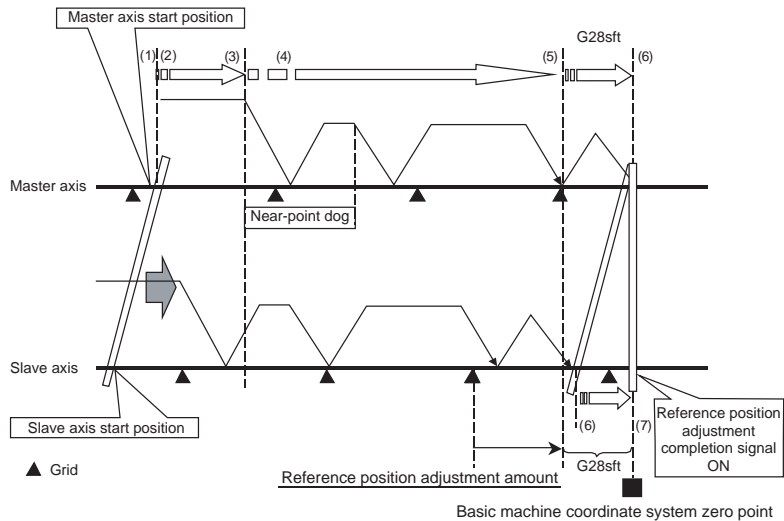 Master axis start position
G28sft
(1) (2) (3) (4) (5) (6)
Master axis
Near-point dog
Slave axis
Slave axis start position
(6) (7)
Reference position
adjustment
completion signal
ON
Grid
G28sft
Reference position adjustment amount
Basic machine coordinate system zero point